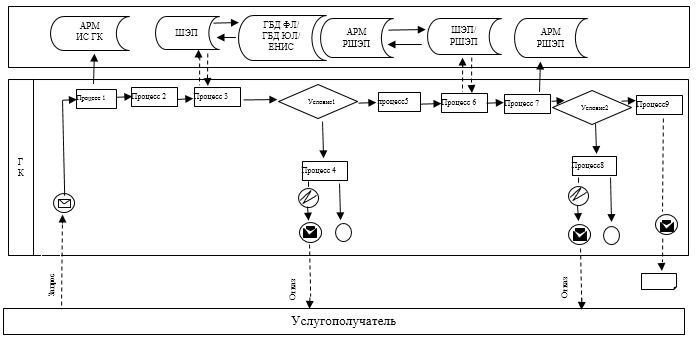 АРМ
ИС ГК
ШЭП
ГБД ФЛ/
ГБД ЮЛ/
ЕНИС
АРМ
РШЭП
ШЭП/
РШЭП
АРМ
РШЭП
Процесс 1
Процесс 2
Процесс 3
Условие1
процесс5
Процесс 6
Процесс 7
Условие2
Процесс9
Г
К
Процесс 4
Процесс8
Запрос
Отказ
Отказ
Услугополучатель